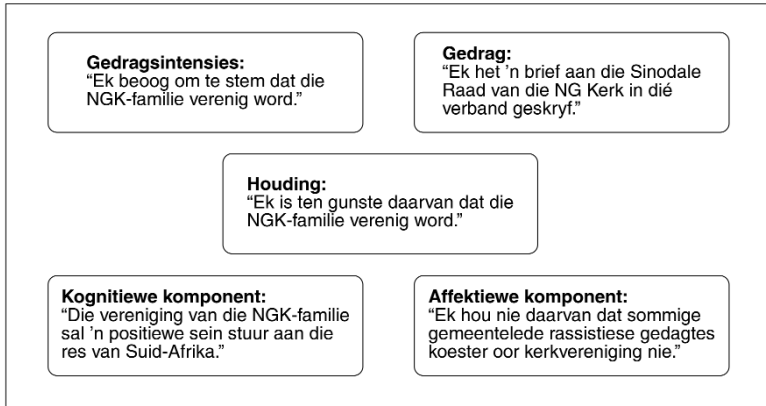 Gedragsintensies:
“Ek beoog om te stem dat die
NGK-familie verenig word.”
Gedrag:
“Ek het ’n brief aan die Sinodale
Raad van die NG Kerk in dié
verband geskryf.”
Houding:
“Ek is ten gunste daarvan dat die
NGK-familie verenig word.”
Kognitiewe komponent:
“Die vereniging van die NGK-familie
sal ’n positiewe sein stuur aan die
res van Suid-Afrika.”
Affektiewe komponent:
“Ek hou nie daarvan dat sommige
gemeentelede rassistiese gedagtes
koester oor kerkvereniging nie.”